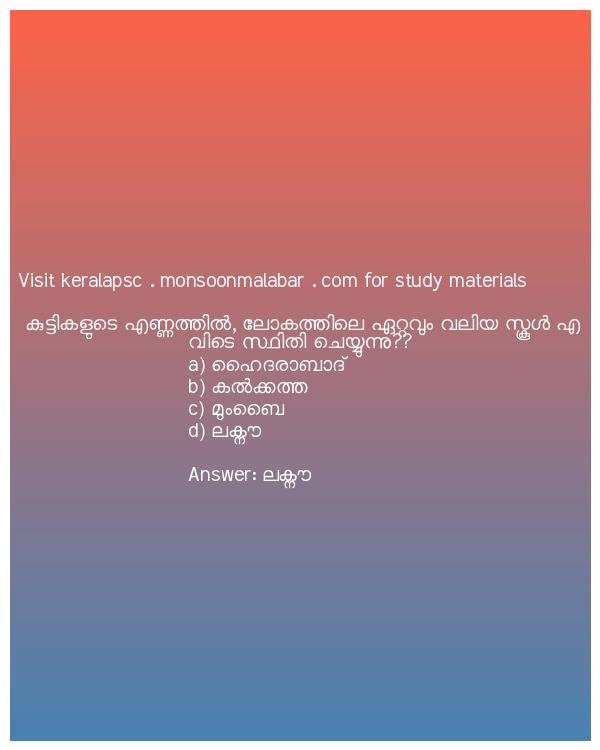 Visit keralapsc . monsoonmalabar . com for study materials
കുട്ടികളുടെ എണ്ണത്തിൽ, ലോകത്തിലെ ഏറ്റവും വലിയ സ്കൂൾ എ
വിടെ സ്ഥിതി ചെയ്യുന്നു??
a) ഹൈദരാബാദ്
b) കൽക്കത്ത
c) മുംബൈ
d) ലക്നൗ
Answer: ലക്നൗ